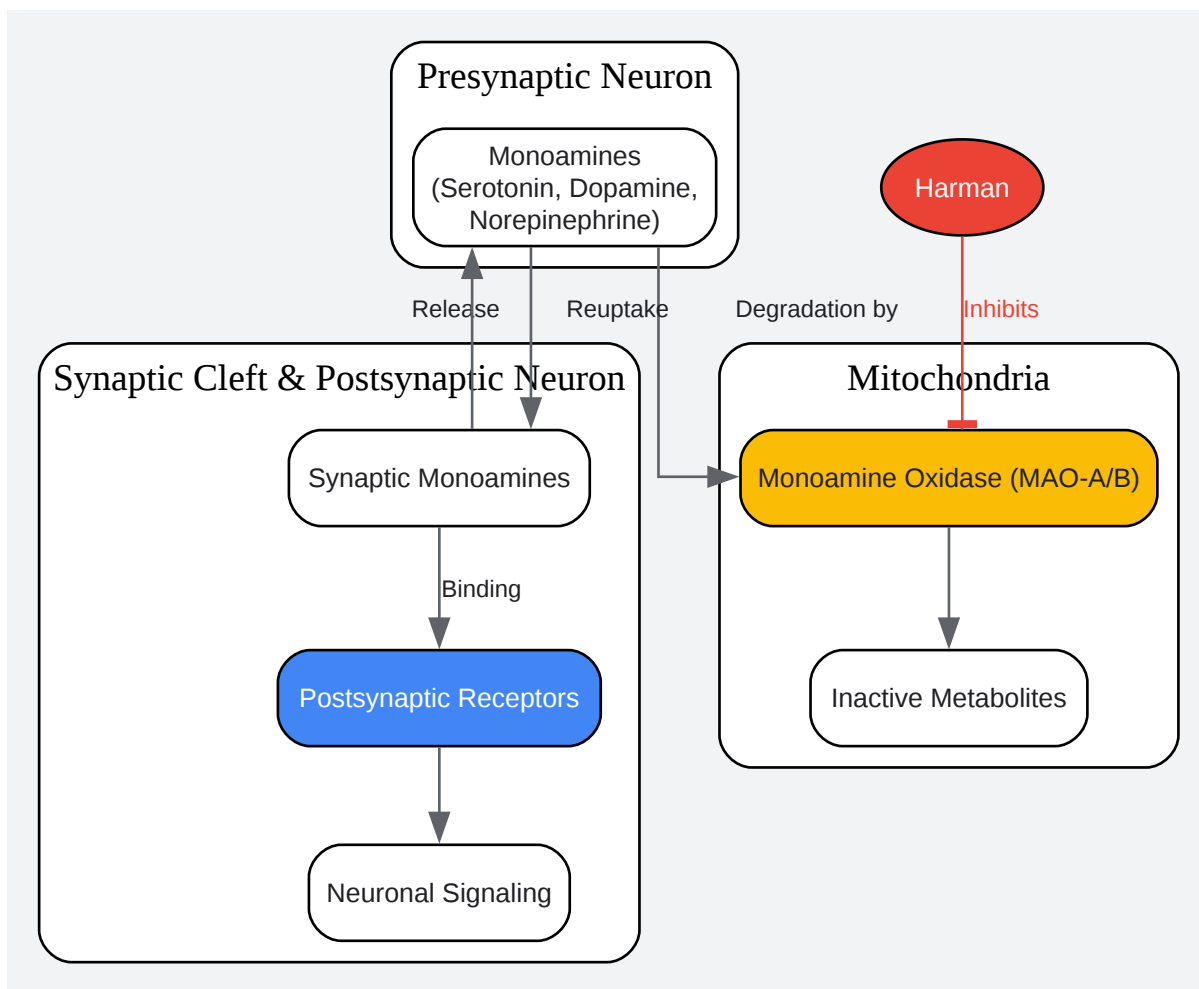 Presynaptic Neuron
Monoamines
(Serotonin, Dopamine,
Norepinephrine)
Harman
Release
Reuptake
Degradation by
Inhibits
Synaptic Cleft & Postsynaptic Neuron
Mitochondria
Synaptic Monoamines
Monoamine Oxidase (MAO-A/B)
Binding
Postsynaptic Receptors
Inactive Metabolites
Neuronal Signaling